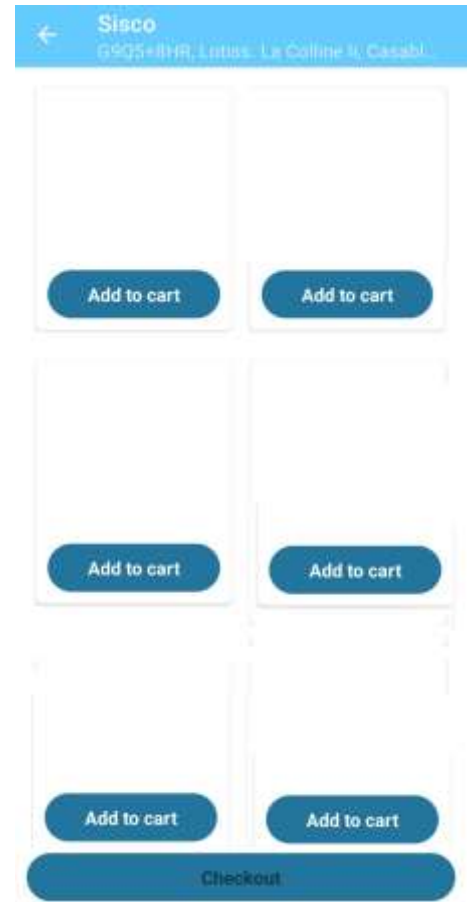 Sisco
G9Q5+8HR, Lotiss. La Colline II, Casabl...
Add to cart
Add to cart
Add to cart
Add to cart
Add to cart
Add to cart
Checkout